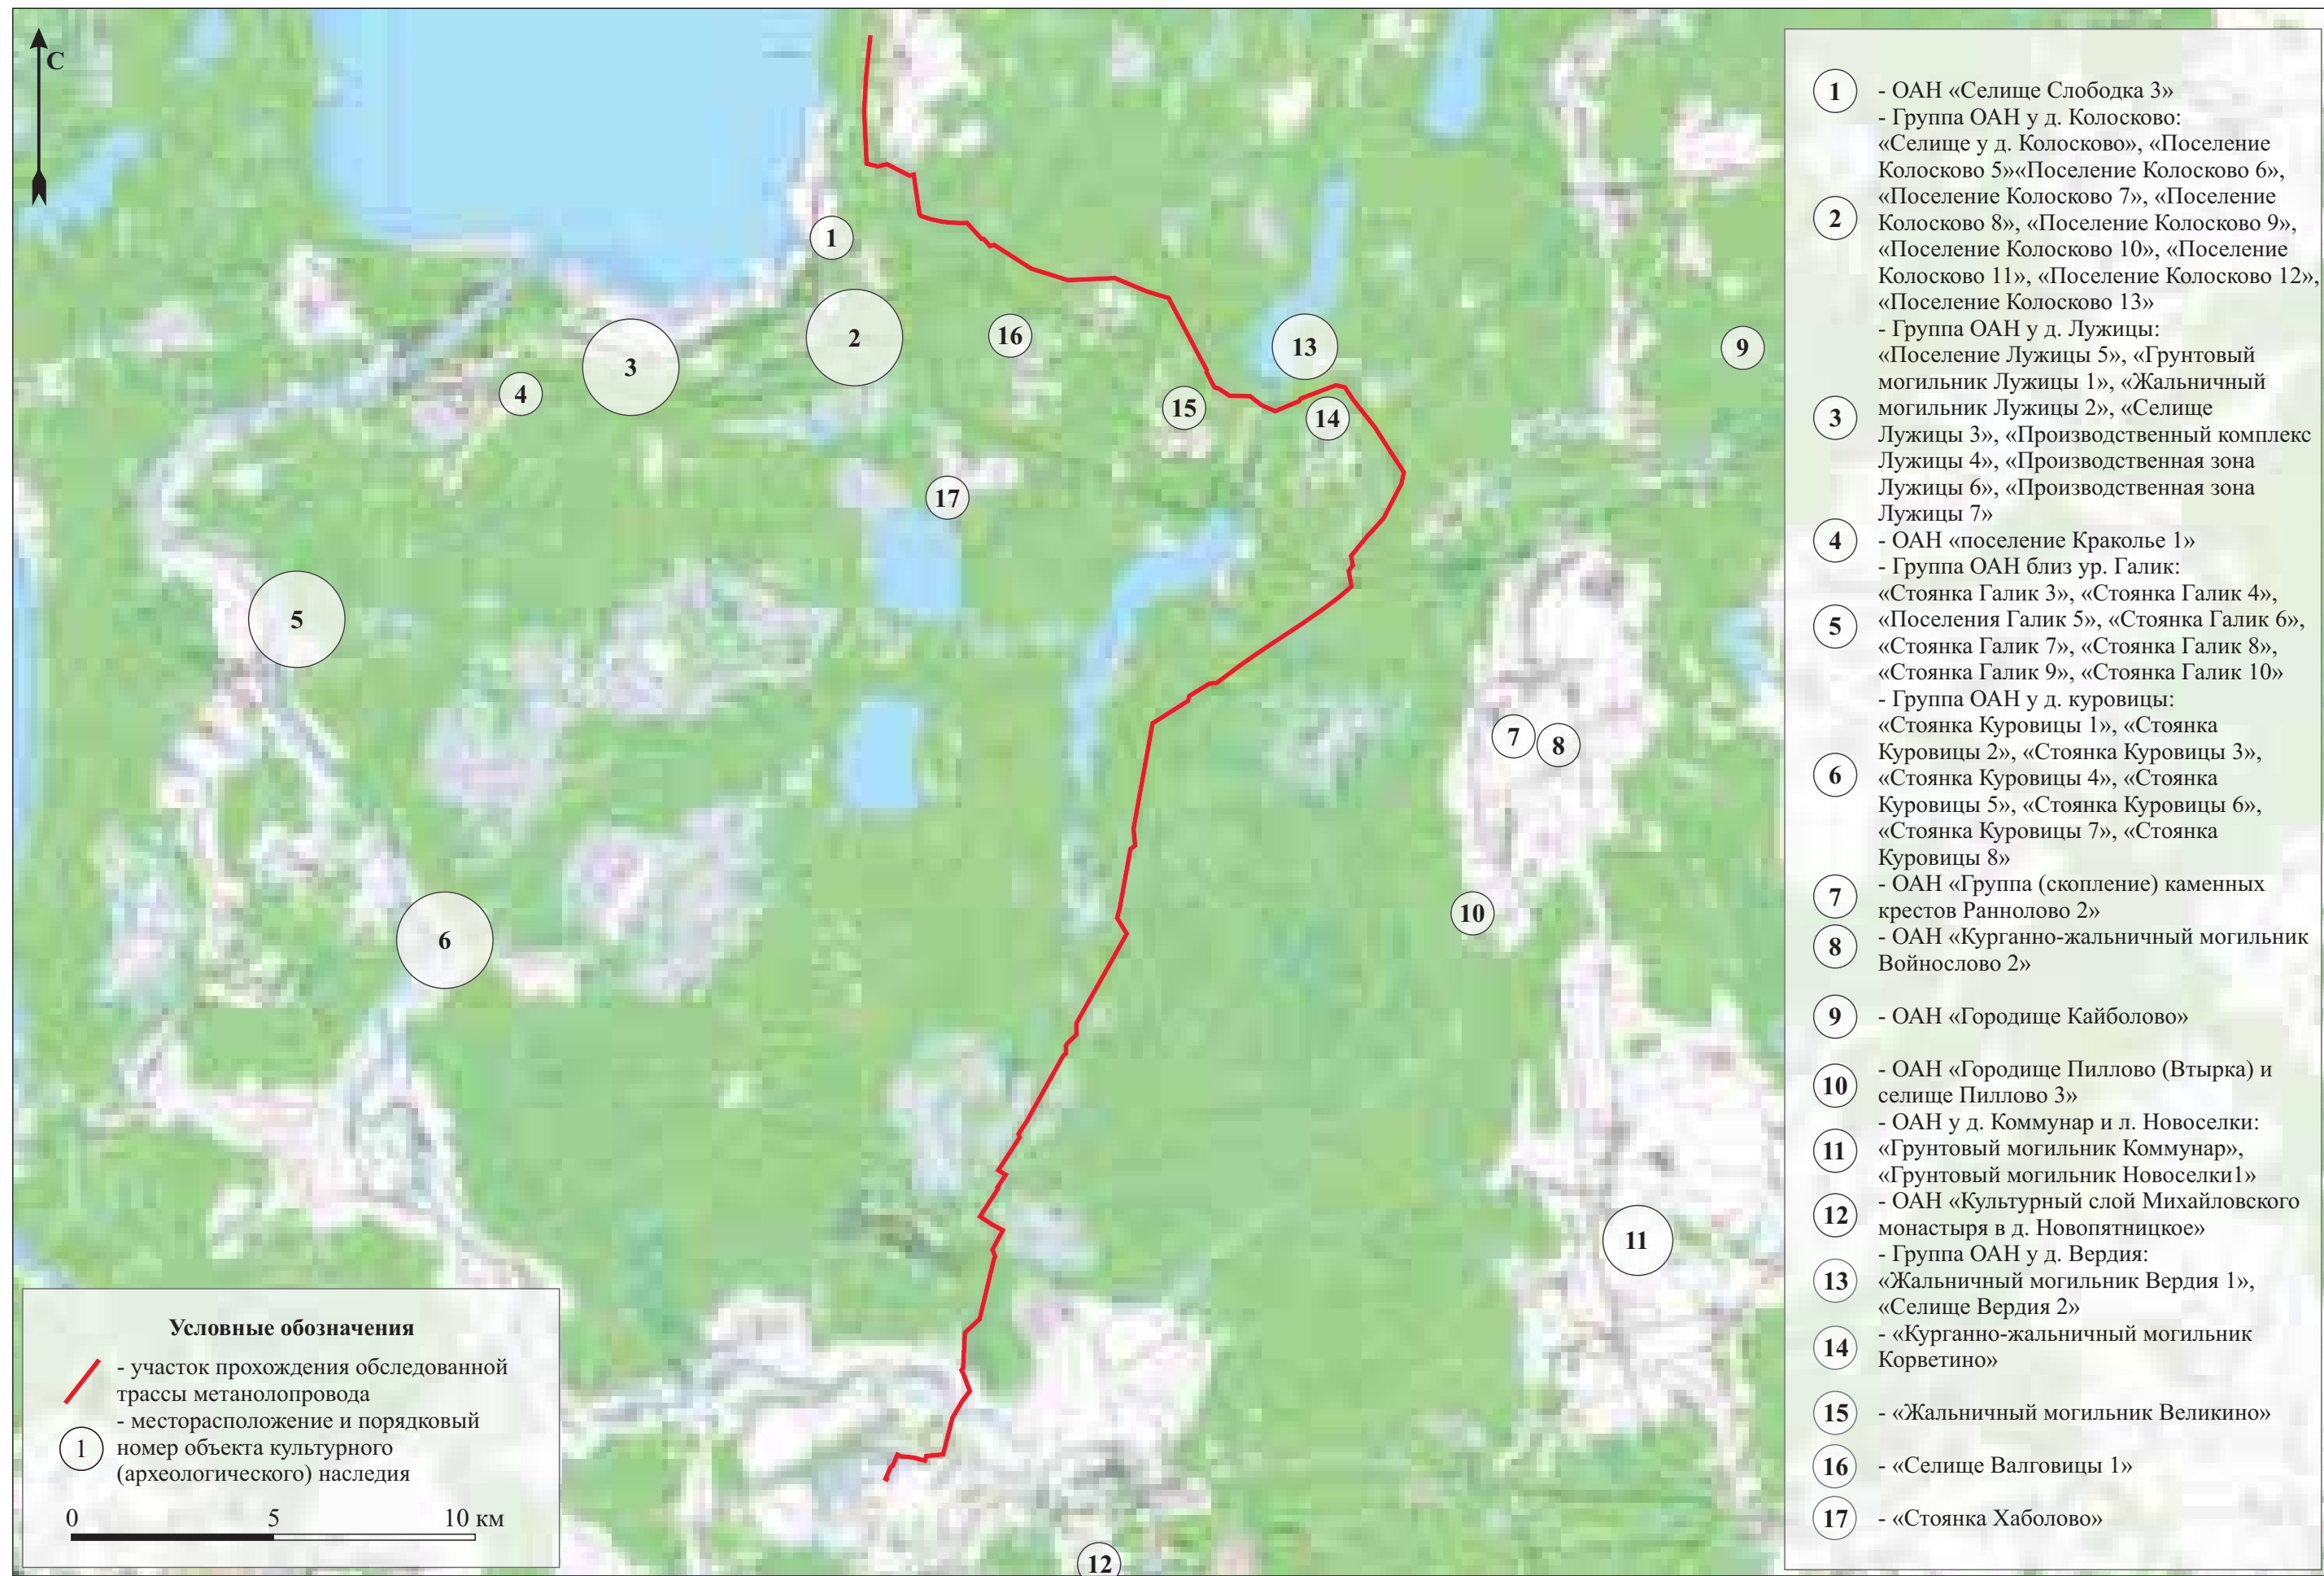 С
1
2
3
4
5
6
7
8
9
10
11
12
13
14
15
16
17
1 - ОАН «Селище Слободка 3»
- Группа ОАН у д. Колосково:
«Селище у д. Колосково», «Поселение
Колосково 5»«Поселение Колосково 6»,
«Поселение Колосково 7», «Поселение
2 Колосково 8», «Поселение Колосково 9»,
«Поселение Колосково 10», «Поселение
Колосково 11», «Поселение Колосково 12»,
«Поселение Колосково 13»
- Группа ОАН у д. Лужицы:
«Поселение Лужицы 5», «Грунтовый
могильник Лужицы 1», «Жальничный
3 могильник Лужицы 2», «Селище
Лужицы 3», «Производственный комплекс
Лужицы 4», «Производственная зона
Лужицы 6», «Производственная зона
Лужицы 7»
4 - ОАН «поселение Краколье 1»
- Группа ОАН близ ур. Галик:
«Стоянка Галик 3», «Стоянка Галик 4»,
5 «Поселения Галик 5», «Стоянка Галик 6»,
«Стоянка Галик 7», «Стоянка Галик 8»,
«Стоянка Галик 9», «Стоянка Галик 10»
- Группа ОАН у д. куровицы:
«Стоянка Куровицы 1», «Стоянка
Куровицы 2», «Стоянка Куровицы 3»,
6 «Стоянка Куровицы 4», «Стоянка
Куровицы 5», «Стоянка Куровицы 6»,
«Стоянка Куровицы 7», «Стоянка
Куровицы 8»
7 - ОАН «Группа (скопление) каменных
крестов Раннолово 2»
8 - ОАН «Курганно-жальничный могильник
Войнослово 2»
9 - ОАН «Городище Кайболово»
10 - ОАН «Городище Пиллово (Втырка) и
селище Пиллово 3»
- ОАН у д. Коммунар и л. Новоселки:
11 «Грунтовый могильник Коммунар»,
«Грунтовый могильник Новоселки1»
12 - ОАН «Культурный слой Михайловского
монастыря в д. Новопятницкое»
- Группа ОАН у д. Вердия:
13 «Жальничный могильник Вердия 1»,
«Селище Вердия 2»
14 - «Курганно-жальничный могильник
Корветино»
15 - «Жальничный могильник Великино»
16 - «Селище Валговицы 1»
17 - «Стоянка Хаболово»
Условные обозначения
- участок прохождения обследованной
трассы метанолопровода
- месторасположение и порядковый
1 номер объекта культурного
(археологического) наследия
0 5 10 км